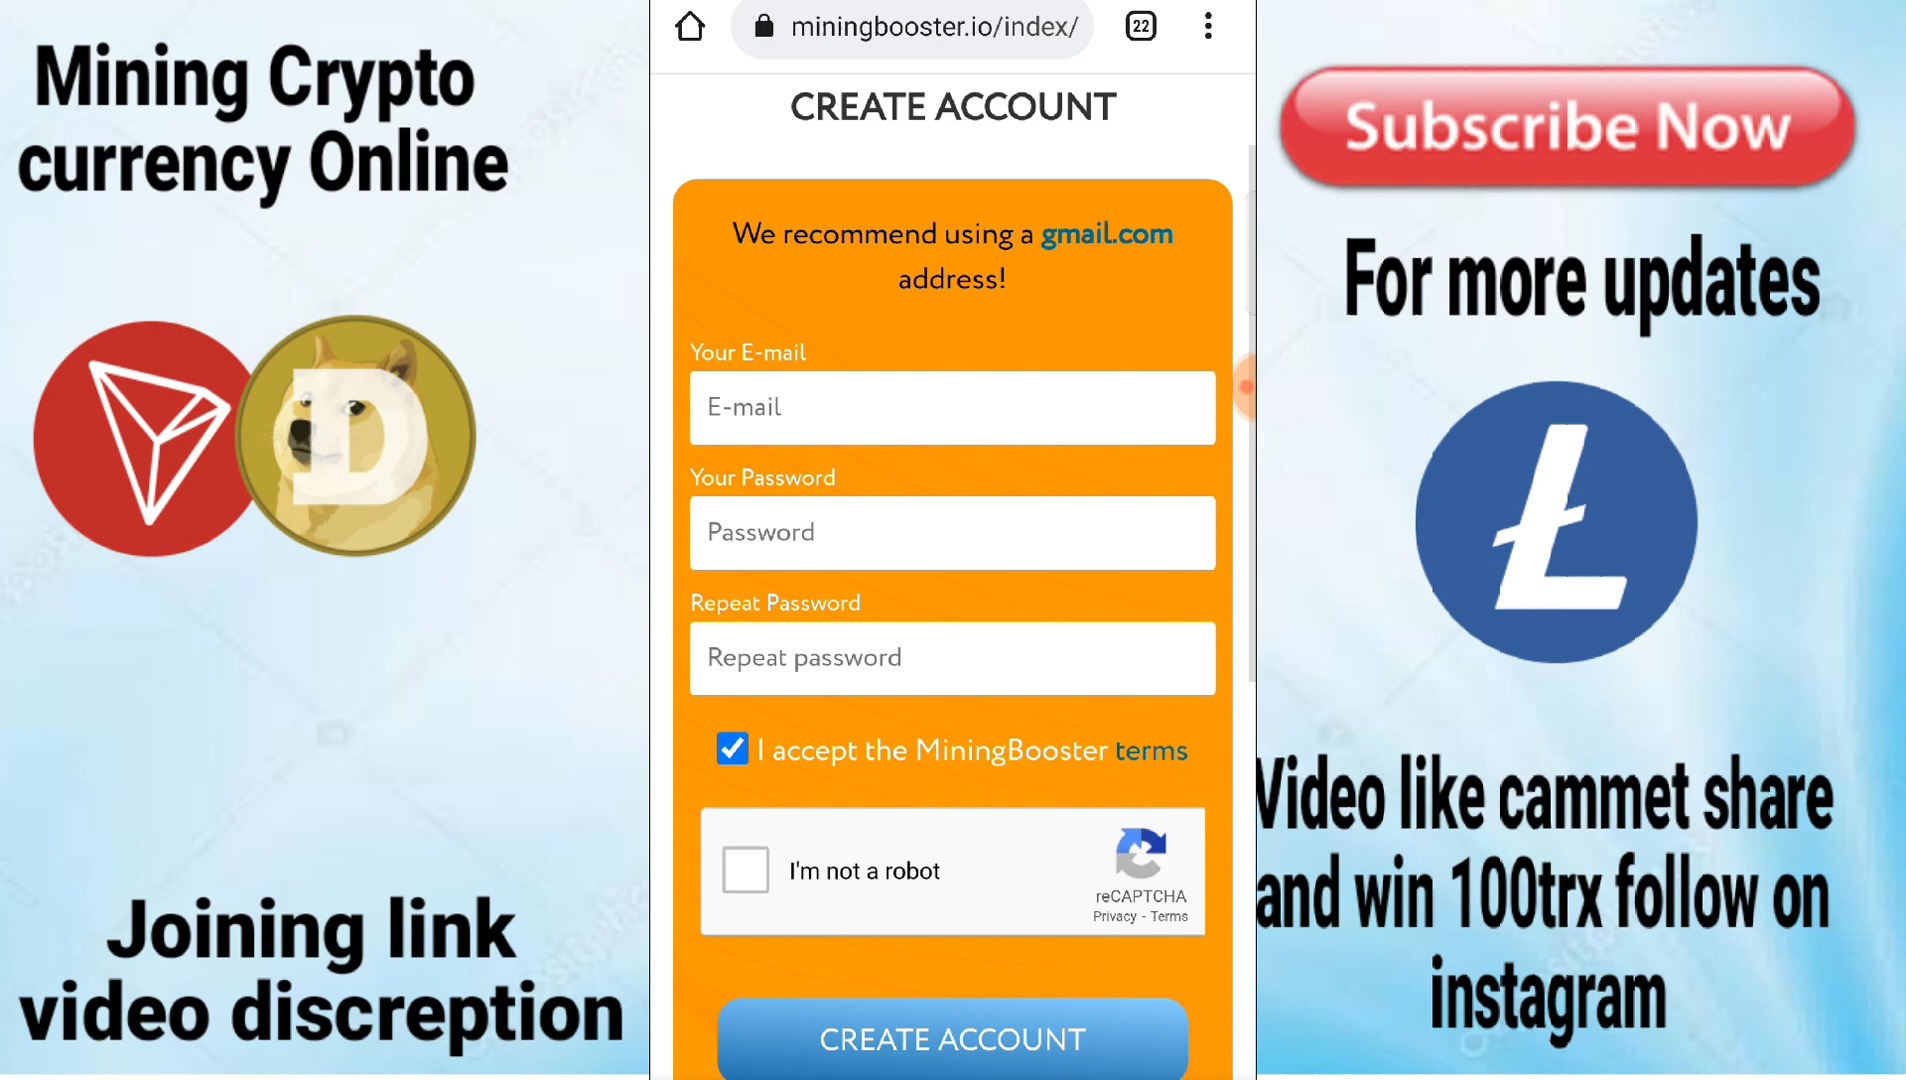 Mining Crypto
currency Online
Joining link
video discreption
miningbooster.io/index/
22
CREATE ACCOUNT
We recommend using a gmail.com
address!
Your E-mail
E-mail
Your Password
Password
Repeat Password
Repeat password
I accept the MiningBooster terms
I'm not a robot
reCAPTCHA
Privacy - Terms
CREATE ACCOUNT
Subscribe Now
For more updates
Video like cammet share
and win 100trx follow on
instagram